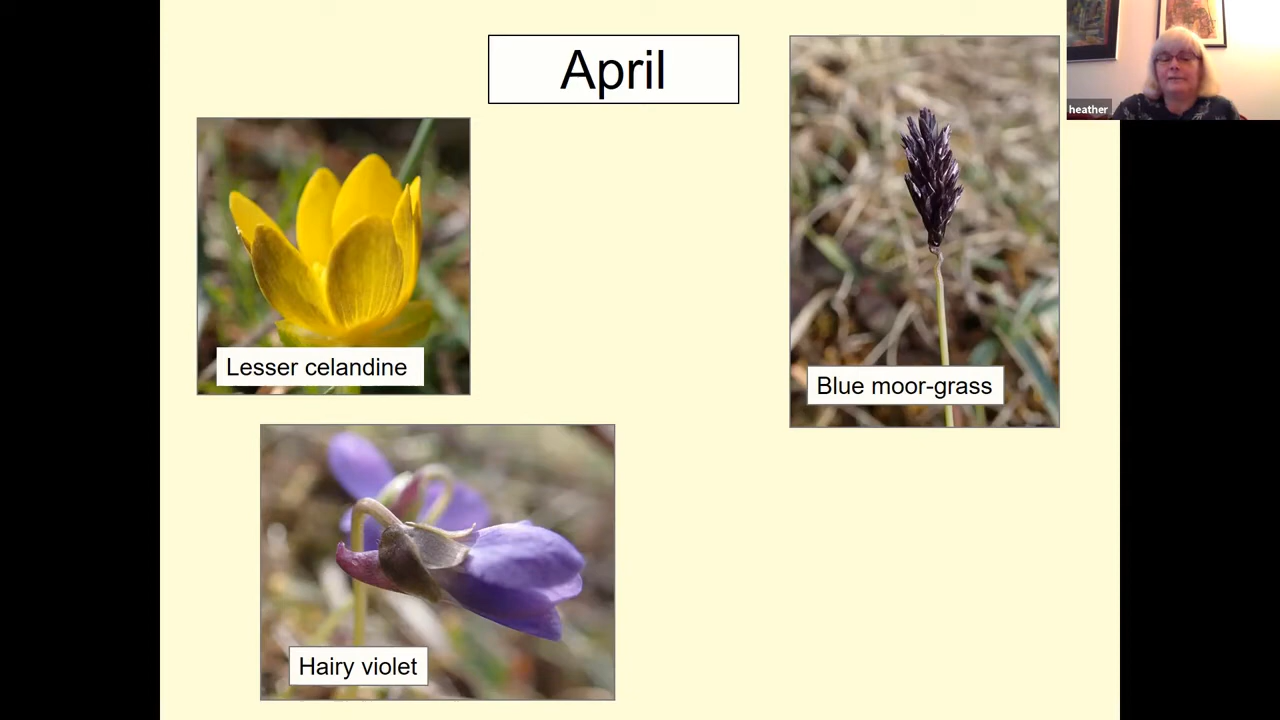 April
heather
Lesser celandine
Blue moor-grass
Hairy violet